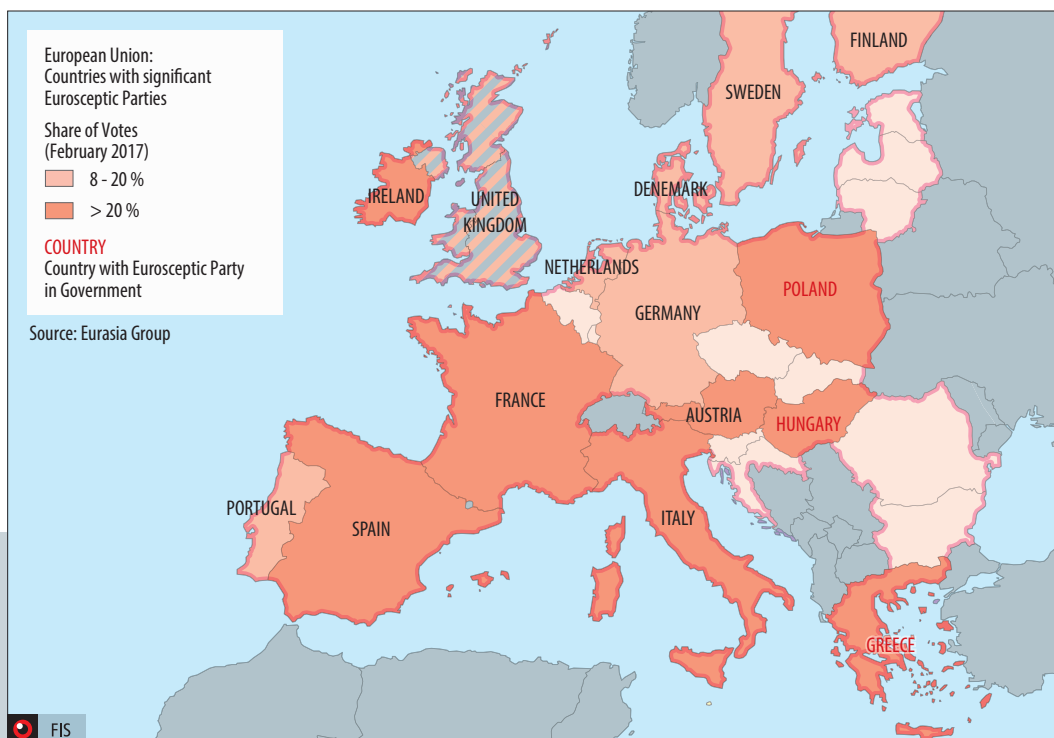 European Union:
Countries with significant
Eurosceptic Parties
Share of Votes
(February 2017)
8 - 20 %
> 20 %
COUNTRY
Country with Eurosceptic Party
in Government
Source: Eurasia Group
FINLAND
SWEDEN
DENEMARK
IRELAND
UNITED
KINGDOM
NETHERLANDS
POLAND
GERMANY
FRANCE
AUSTRIA
HUNGARY
PORTUGAL
SPAIN
ITALY
GREECE
FIS